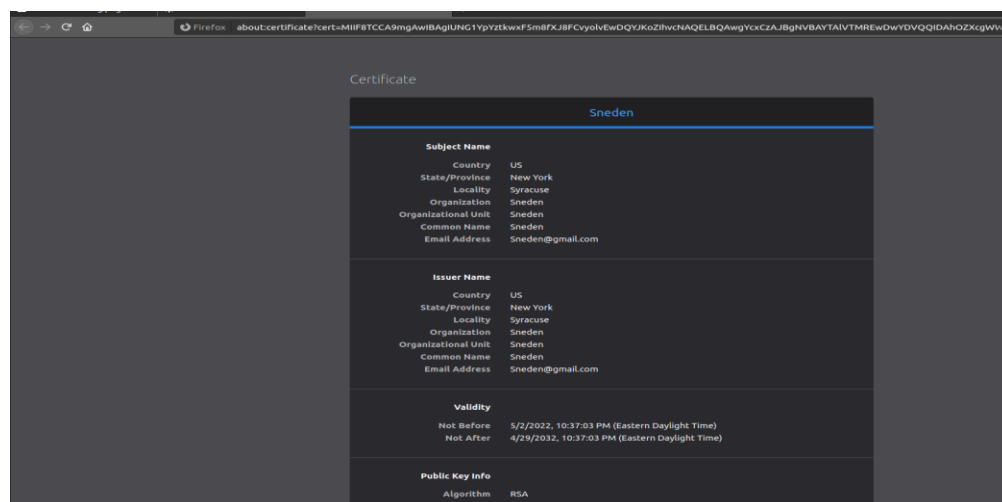 Firefox about:certificate?cert=
Certificate
Sneden
Subject Name
Country US
State/Province New York
Locality Syracuse
Organization Sneden
Organizational Unit Sneden
Common Name Sneden
Email Address Sneden@gmail.com
Issuer Name
Country US
State/Province New York
Locality Syracuse
Organization Sneden
Organizational Unit Sneden
Common Name Sneden
Email Address Sneden@gmail.com
Validity
Not Before 5/2/2022, 10:37:03 PM (Eastern Daylight Time)
Not After 4/29/2032, 10:37:03 PM (Eastern Daylight Time)
Public Key Info
Algorithm RSA